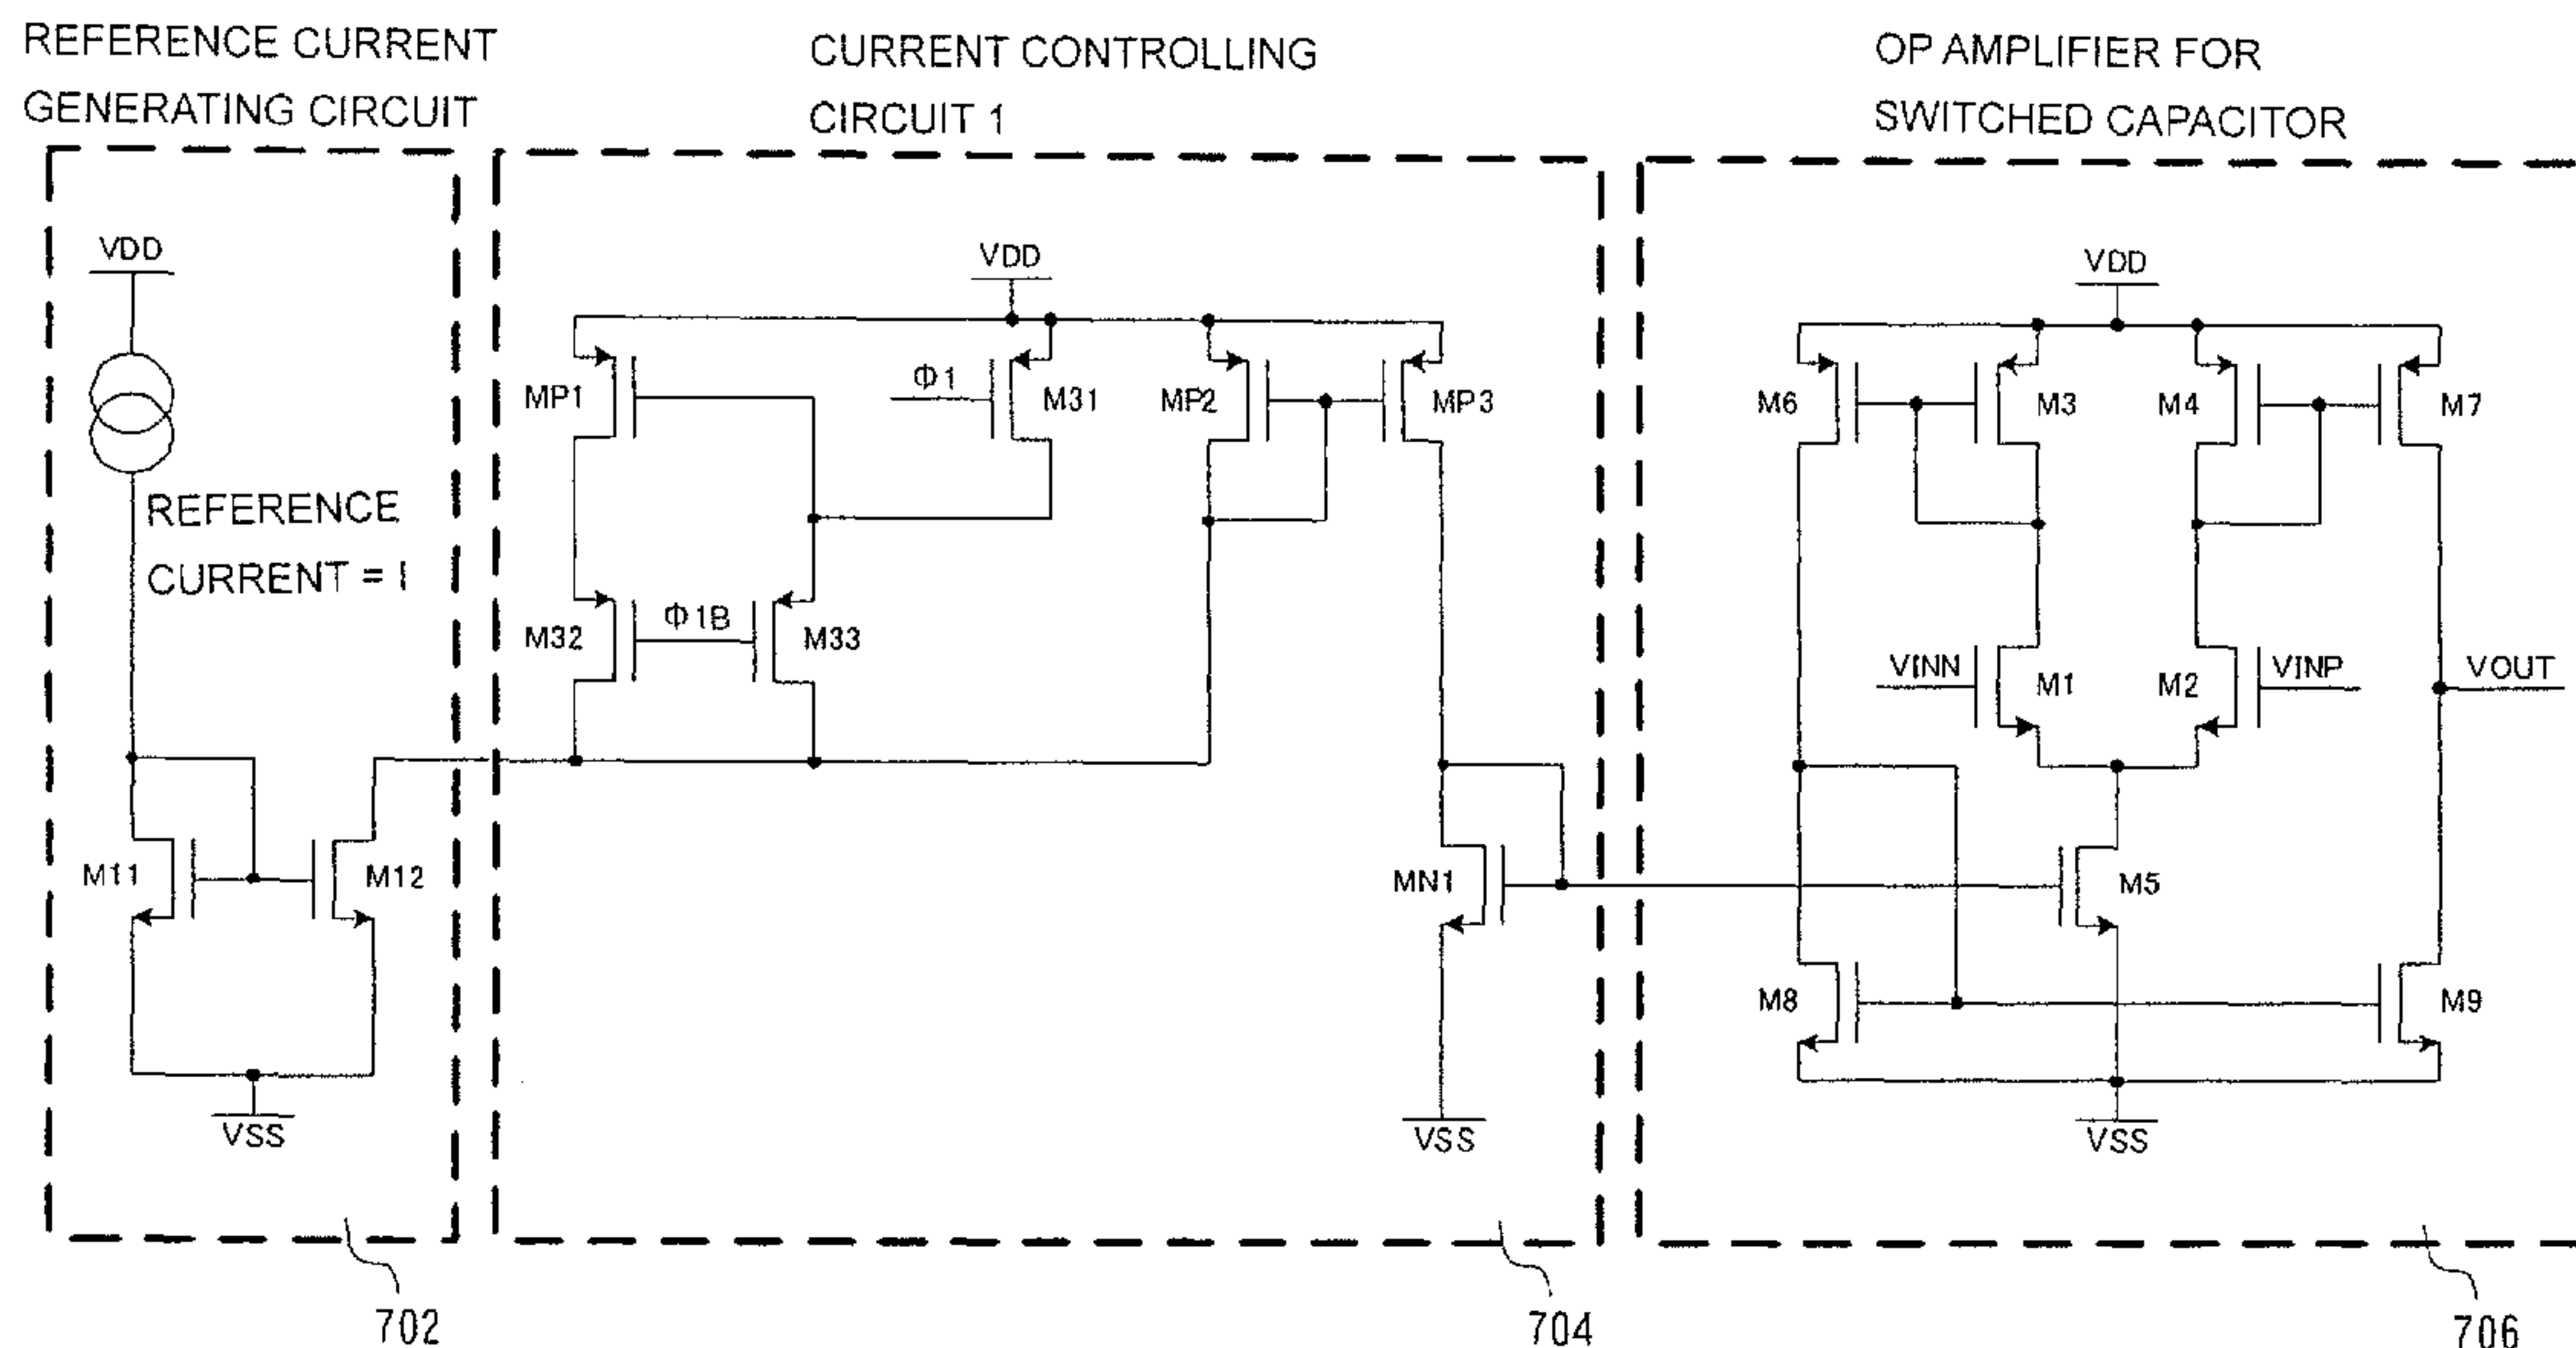 REFERENCE CURRENT
GENERATING CIRCUIT
CURRENT CONTROLLING
CIRCUIT 1
OP AMPLIFIER FOR
SWITCHED CAPACITOR
VDD
REFERENCE
CURRENT = I
M11
M12
VSS
702
VDD
MP1
Φ1
M31
MP2
MP3
M32
Φ1B
M33
MN1
VSS
704
VDD
M6
M3
M4
M7
VINN
M1
M2
VINP
VOUT
M5
M8
M9
VSS
706